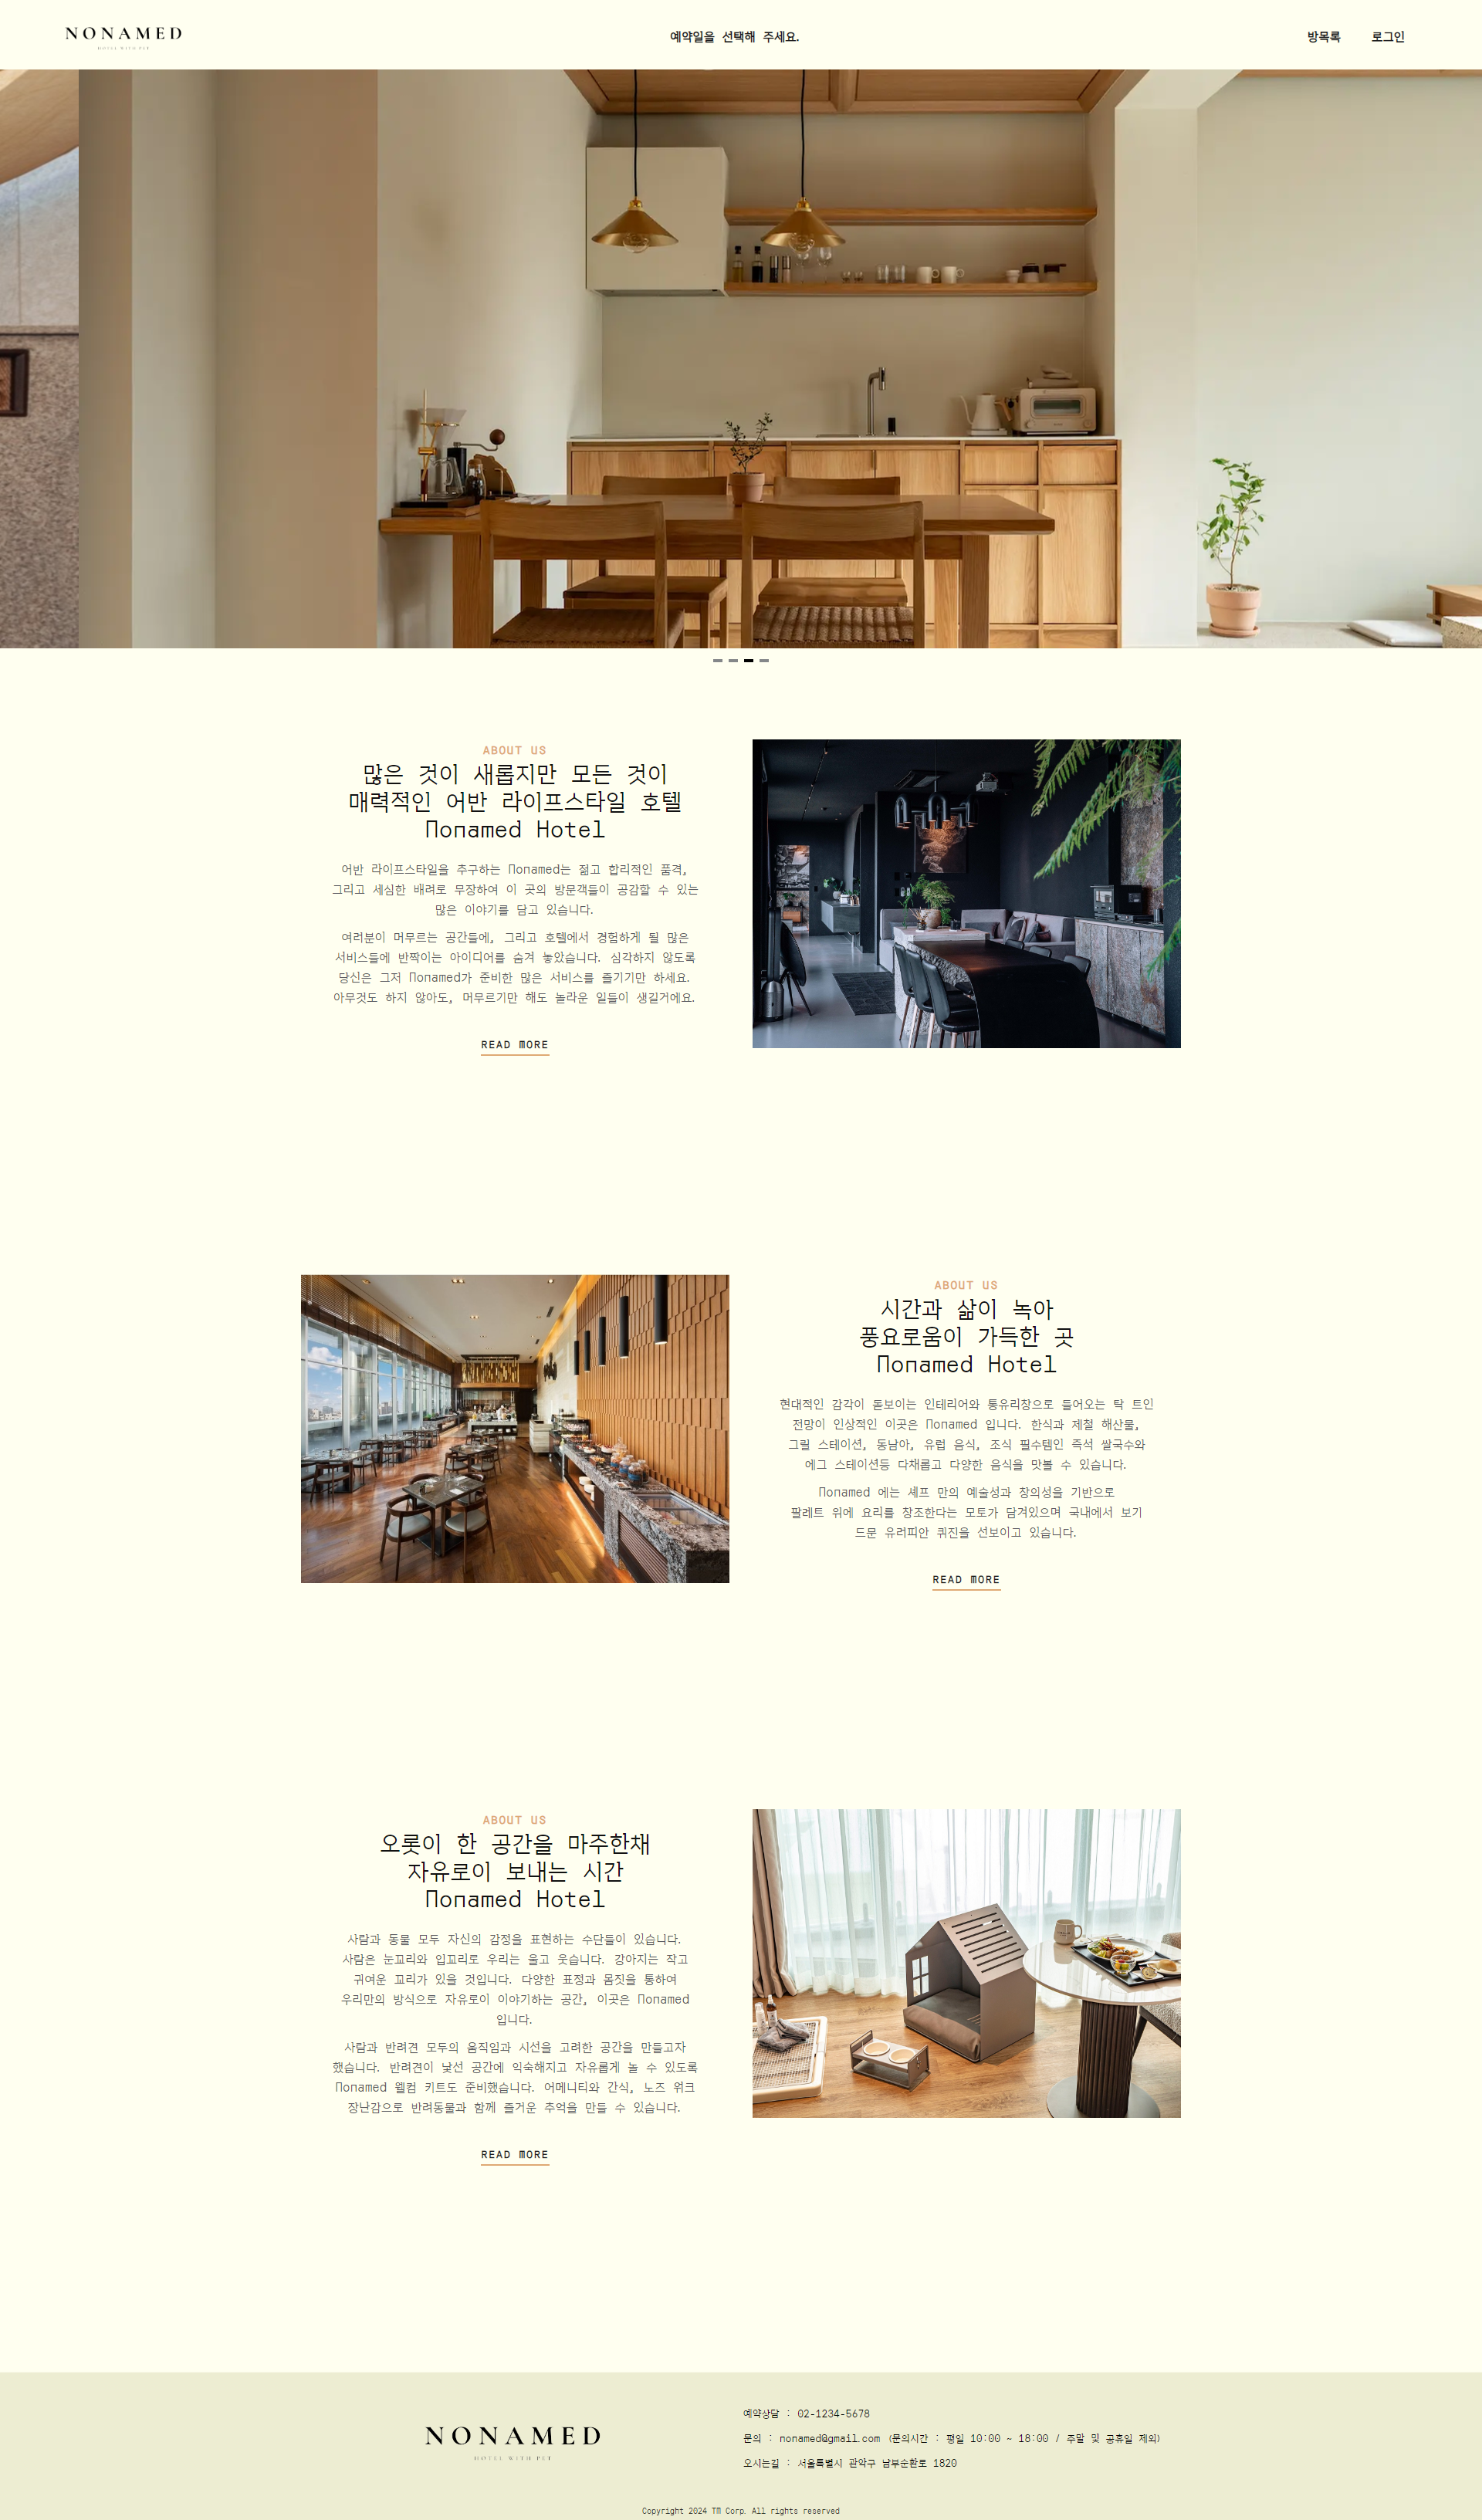 NONAMED
HOTEL WITH PET
예약일을 선택해 주세요.
방목록 로그인
ABOUT US
많은 것이 새롭지만 모든 것이
매력적인 어반 라이프스타일 호텔
Nonamed Hotel
어반 라이프스타일을 추구하는 Nonamed는 젊고 합리적인 품격,
그리고 세심한 배려로 무장하여 이 곳의 방문객들이 공감할 수 있는
많은 이야기를 담고 있습니다.
여러분이 머무르는 공간들에, 그리고 호텔에서 경험하게 될 많은
서비스들에 반짝이는 아이디어를 숨겨 놓았습니다. 심각하지 않도록
당신은 그저 Nonamed가 준비한 많은 서비스를 즐기기만 하세요.
아무것도 하지 않아도, 머무르기만 해도 놀라운 일들이 생길거에요.
READ MORE
ABOUT US
시간과 삶이 녹아
풍요로움이 가득한 곳
Nonamed Hotel
현대적인 감각이 돋보이는 인테리어와 통유리창으로 들어오는 탁 트인
전망이 인상적인 이곳은 Nonamed 입니다. 한식과 제철 해산물,
그릴 스테이션, 동남아, 유럽 음식, 조식 필수템인 즉석 쌀국수와
에그 스테이션등 다채롭고 다양한 음식을 맛볼 수 있습니다.
Nonamed 에는 셰프 만의 예술성과 창의성을 기반으로
팔레트 위에 요리를 창조한다는 모토가 담겨있으며 국내에서 보기
드문 유러피안 퀴진을 선보이고 있습니다.
READ MORE
ABOUT US
오롯이 한 공간을 마주한채
자유로이 보내는 시간
Nonamed Hotel
사람과 동물 모두 자신의 감정을 표현하는 수단들이 있습니다.
사람은 눈꼬리와 입꼬리로 우리는 울고 웃습니다. 강아지는 작고
귀여운 꼬리가 있을 것입니다. 다양한 표정과 몸짓을 통하여
우리만의 방식으로 자유로이 이야기하는 공간, 이곳은 Nonamed
입니다.
사람과 반려견 모두의 움직임과 시선을 고려한 공간을 만들고자
했습니다. 반려견이 낯선 공간에 익숙해지고 자유롭게 놀 수 있도록
Nonamed 웰컴 키트도 준비했습니다. 어메니티와 간식, 노즈 워크
장난감으로 반려동물과 함께 즐거운 추억을 만들 수 있습니다.
READ MORE
NONAMED
HOTEL WITH PET
예약상담 : 02-1234-5678
문의 : nonamed@gmail.com (문의시간 : 평일 10:00 ~ 18:00 / 주말 및 공휴일 제외)
오시는길 : 서울특별시 관악구 남부순환로 1820
Copyright 2024 TM Corp. All rights reserved